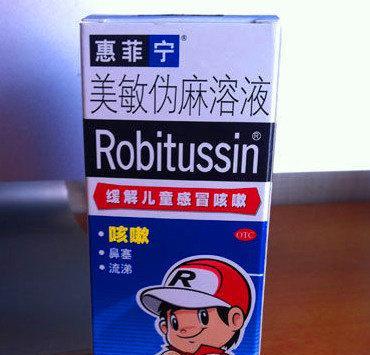 惠菲宁®
美敏伪麻溶液
Robitussin®
缓解儿童感冒咳嗽
• 咳嗽
• 鼻塞
• 流涕
OTC
R